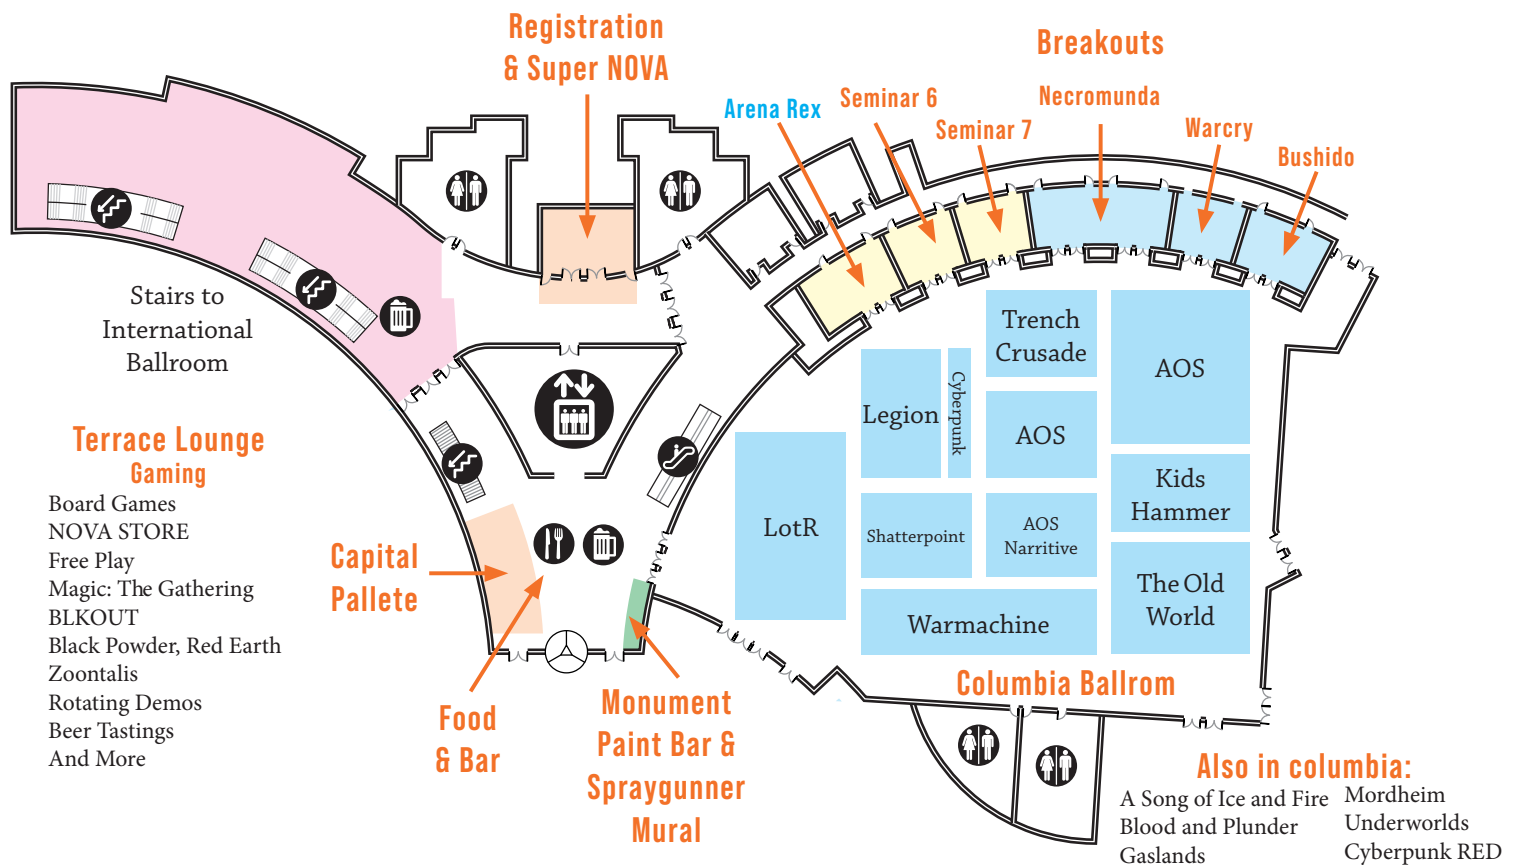 Registration
& Super NOVA
Breakouts
Arena Rex
Seminar 6
Seminar 7
Necromunda
Warcry
Bushido
Stairs to
International
Ballroom
Terrace Lounge
Gaming
Board Games
NOVA STORE
Free Play
Magic: The Gathering
BLKOUT
Black Powder, Red Earth
Zoontalis
Rotating Demos
Beer Tastings
And More
Capital
Pallete
Food
& Bar
Monument
Paint Bar &
Spraygunner
Mural
Trench
Crusade
AOS
Legion
Cyberpunk
AOS
LotR
Kids
Hammer
Shatterpoint
AOS
Narritive
The Old
World
Warmachine
Columbia Ballrom
Also in columbia:
A Song of Ice and Fire
Blood and Plunder
Gaslands
Mordheim
Underworlds
Cyberpunk RED